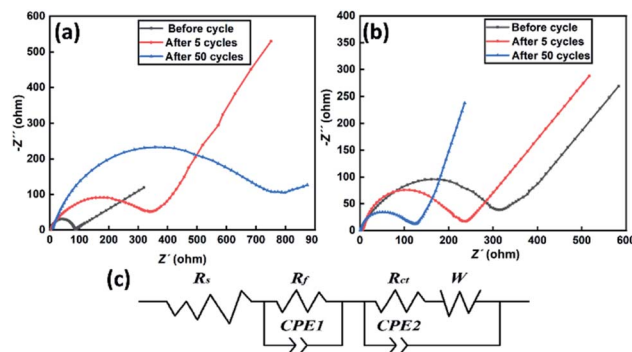 (a)
Before cycle
After 5 cycles
After 50 cycles
600
500
400
300
200
100
0
-Z´´ (ohm)
0 100 200 300 400 500 600 700 800 90
Z´ (ohm)
(b)
Before cycle
After 5 cycles
After 50 cycles
-400
-350
300
250
200
150
100
50
0
-Z´´ (ohm)
0 100 200 300 400 500 600
Z´ (ohm)
(c)
Rs Rf Rct W
CPE1 CPE2